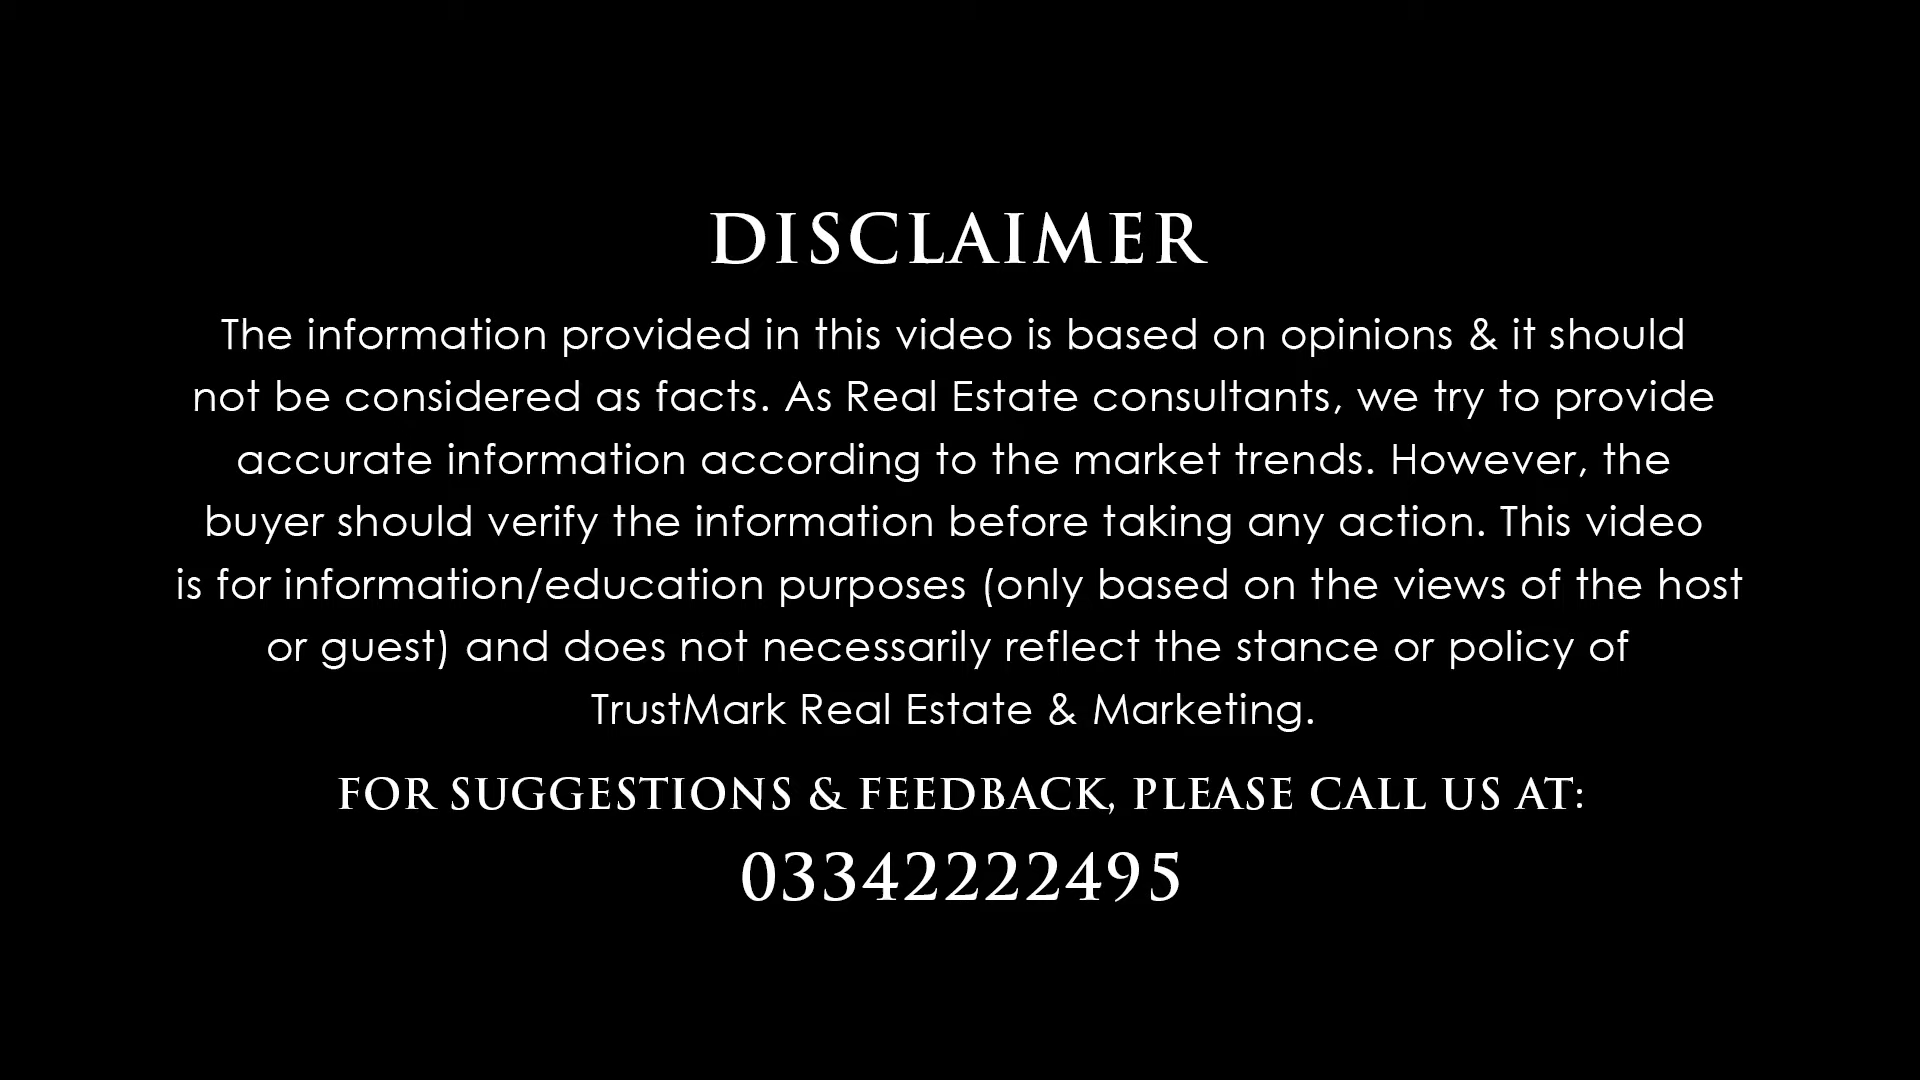 DISCLAIMER
The information provided in this video is based on opinions & it should
not be considered as facts. As Real Estate consultants, we try to provide
accurate information according to the market trends. However, the
buyer should verify the information before taking any action. This video
is for information/education purposes (only based on the views of the host
or guest) and does not necessarily reflect the stance or policy of
TrustMark Real Estate & Marketing.
FOR SUGGESTIONS & FEEDBACK, PLEASE CALL US AT:
03342222495